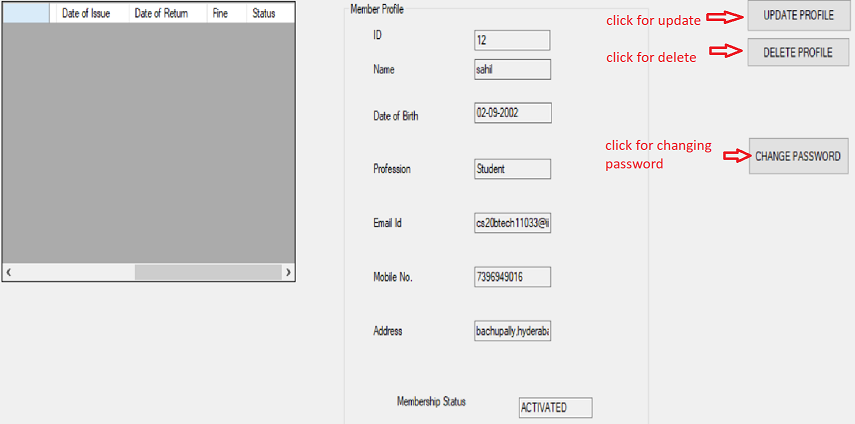 Date of Issue Date of Return Fine Status
Member Profile
ID 12
Name sahil
Date of Birth 02-09-2002
Profession Student
Email Id cs20btech11033@i
Mobile No. 7396949016
Address bachupally,hyderaba
Membership Status ACTIVATED
click for update UPDATE PROFILE
click for delete DELETE PROFILE
click for changing
password
CHANGE PASSWORD